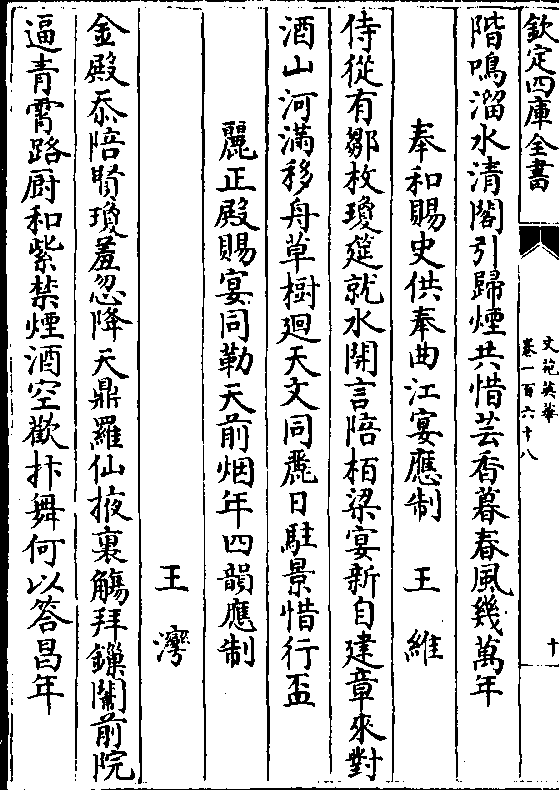 欽定四庫全書
文苑英華
卷一百六十八
十
階鳴溜水清閣引歸煙共惜芸香暮春風幾萬年
奉和賜史供奉曲江宴應制 王維
侍從有鄒枚瓊筵就水開言陪栢梁宴新自建章來對
酒山河滿移舟草樹廻天文同麗日駐景惜行盃
麗正殿賜宴同勒天前烟年四韻應制
王灣
金殿忝陪賢瓊羞忽降天鼎羅仙掖裏觴拜鏁闈前院
逼青霄路厨和紫禁煙酒空歡抃舞何以答昌年